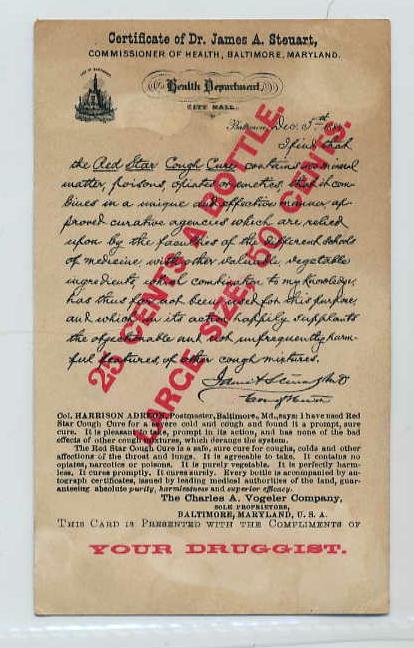 Certificate of Dr. James A. Steuart,
COMMISSIONER OF HEALTH, BALTIMORE, MARYLAND.
Health Department,
CITY HALL.
Baltimore, Dec. 5th
I find that
the Red Star Cough Cure contains no mineral
matter, poisons, opiates or emetics, that it com-
bines in a unique and effective manner ap-
proved curative agencies which are relied
upon by the faculties of the different schools
of medicine with other valuable vegetable
ingredients, which combination to my knowledge,
has thus far not been used for this purpose,
and which in its action happily supplants
the objectionable and not unfrequently harm-
ful features of other cough mixtures.
James A Steuart MD
25 CENTS A BOTTLE.
LARGE SIZE, 50 CENTS.
Col. HARRISON ADREON, Postmaster, Baltimore, Md., says: I have used Red
Star Cough Cure for a severe cold and cough and found it a prompt, sure
cure. It is pleasant to take, prompt in its action, and has none of the bad
effects of other cough mixtures, which derange the system.
The Red Star Cough Cure is a safe, sure cure for coughs, colds and other
affections of the throat and lungs. It is agreeable to take. It contains no
opiates, narcotics or poisons. It is purely vegetable. It is perfectly harm-
less. It cures promptly. It cures surely. Every bottle is accompanied by au-
tograph certificates, issued by leading medical authorities of the land, guar-
anteeing absolute purity, harmlessness and superior efficacy.
The Charles A. Vogeler Company,
SOLE PROPRIETORS,
BALTIMORE, MARYLAND, U. S. A.
THIS CARD IS PRESENTED WITH THE COMPLIMENTS OF
YOUR DRUGGIST.